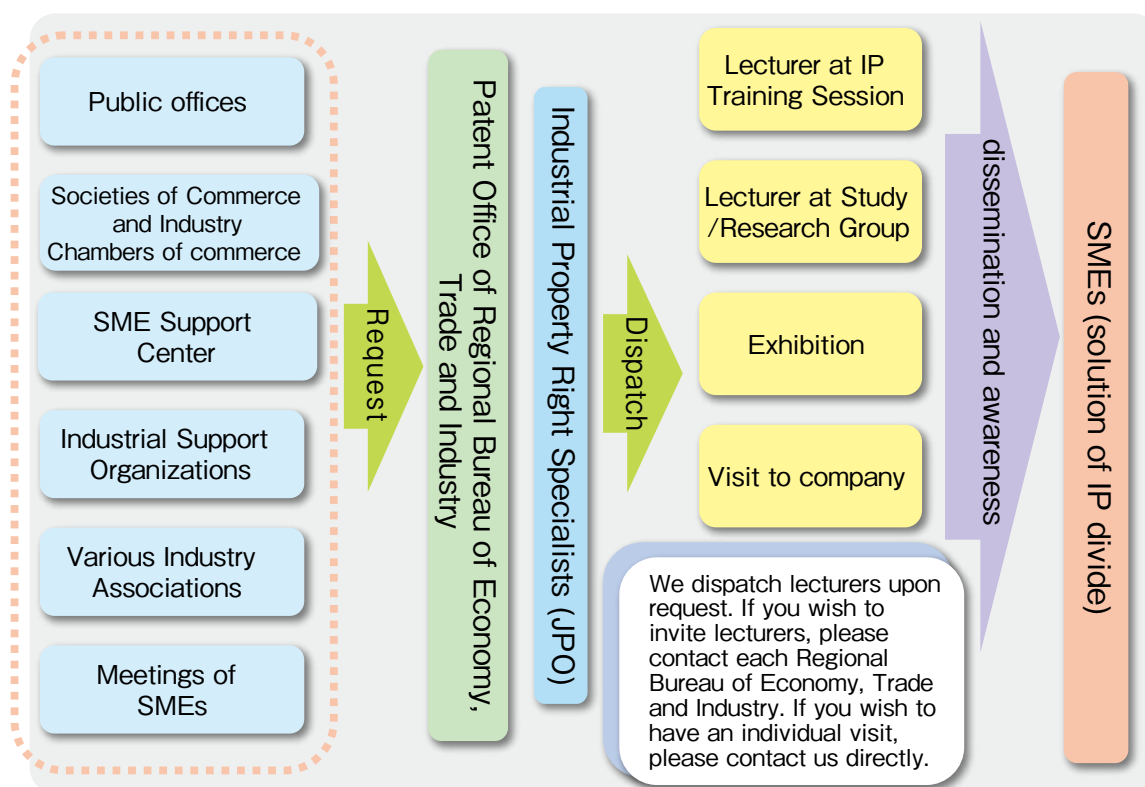 Public offices
Societies of Commerce
and Industry
Chambers of commerce
SME Support
Center
Industrial Support
Organizations
Various Industry
Associations
Meetings of
SMEs
Request
Patent Office of Regional Bureau of Economy,
Trade and Industry
Industrial Property Right Specialists (JPO)
Dispatch
Lecturer at IP
Training Session
Lecturer at Study
/Research Group
Exhibition
Visit to company
We dispatch lecturers upon
request. If you wish to
invite lecturers, please
contact each Regional
Bureau of Economy, Trade
and Industry. If you wish to
have an individual visit,
please contact us directly.
dissemination and awareness
SMEs (solution of IP divide)